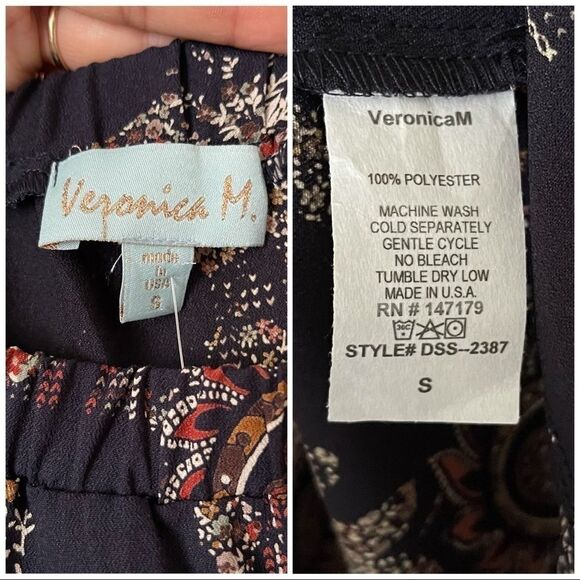 Veronica M.
made
in
USA
S
VeronicaM
100% POLYESTER
MACHINE WASH
COLD SEPARATELY
GENTLE CYCLE
NO BLEACH
TUMBLE DRY LOW
MADE IN U.S.A.
RN # 147179
STYLE# DSS--2387
S